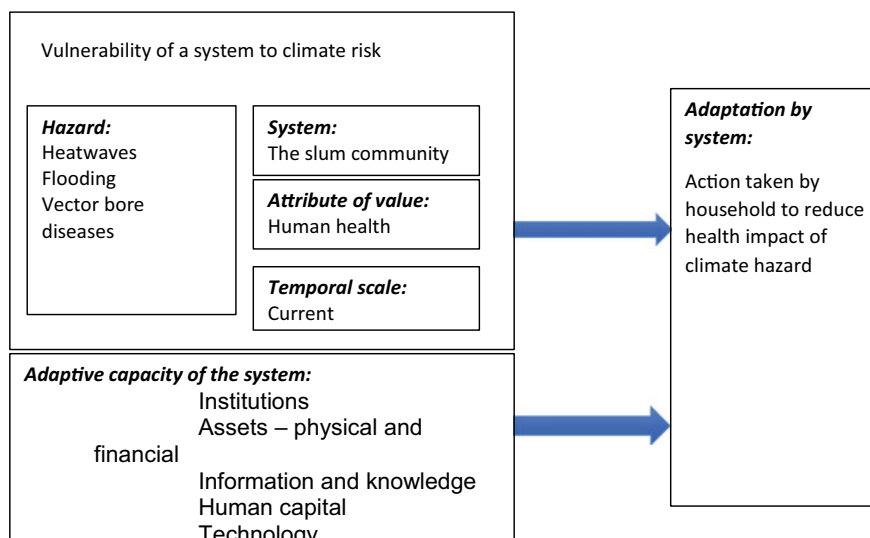 Vulnerability of a system to climate risk
Hazard:
Heatwaves
Flooding
Vector bore
diseases
System:
The slum community
Attribute of value:
Human health
Temporal scale:
Current
Adaptive capacity of the system:
Institutions
Assets – physical and
financial
Information and knowledge
Human capital
Technology
Adaptation by
system:
Action taken by
household to reduce
health impact of
climate hazard